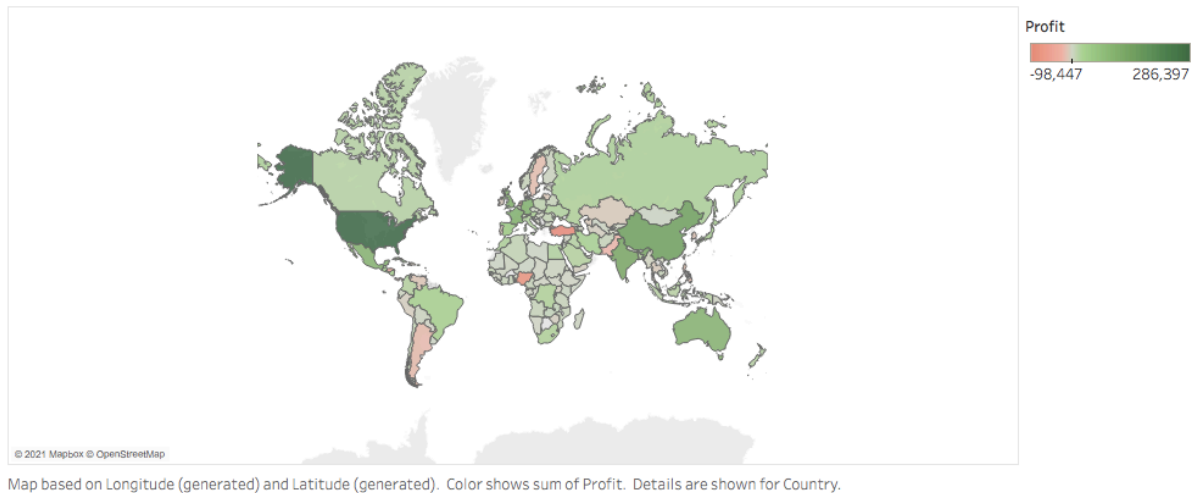 Profit
-98,447 286,397
© 2021 Mapbox © OpenStreetMap
Map based on Longitude (generated) and Latitude (generated). Color shows sum of Profit. Details are shown for Country.